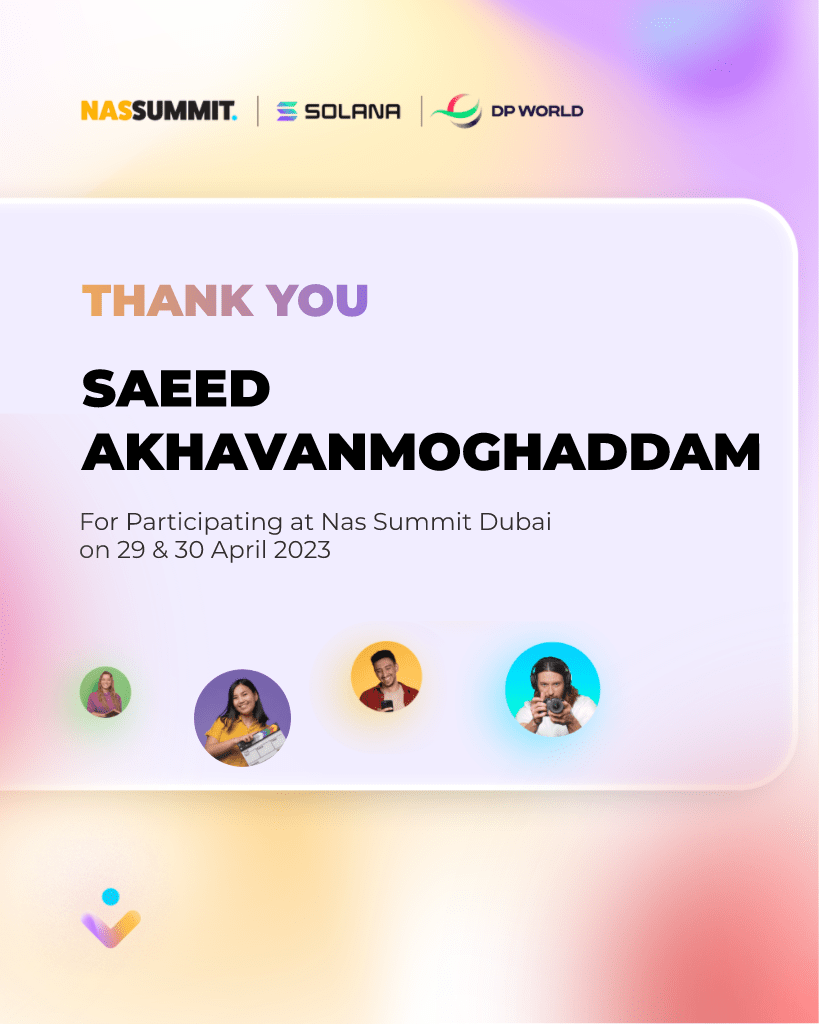 NASSUMMIT. | SOLANA | DP WORLD
THANK YOU
SAEED
AKHAVANMOGHADDAM
For Participating at Nas Summit Dubai
on 29 & 30 April 2023